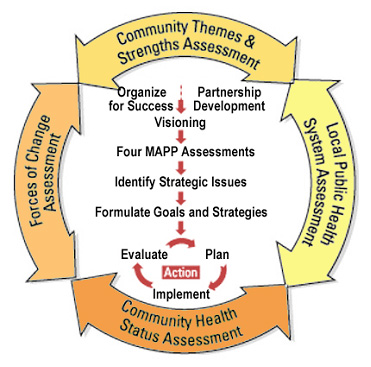 Community Themes &
Strengths Assessment
Organize
for Success
Partnership
Development
Visioning
Four MAPP Assessments
Identify Strategic Issues
Formulate Goals and Strategies
Evaluate
Plan
Action
Implement
Forces of Change
Assessment
Local Public Health
System Assessment
Community Health
Status Assessment